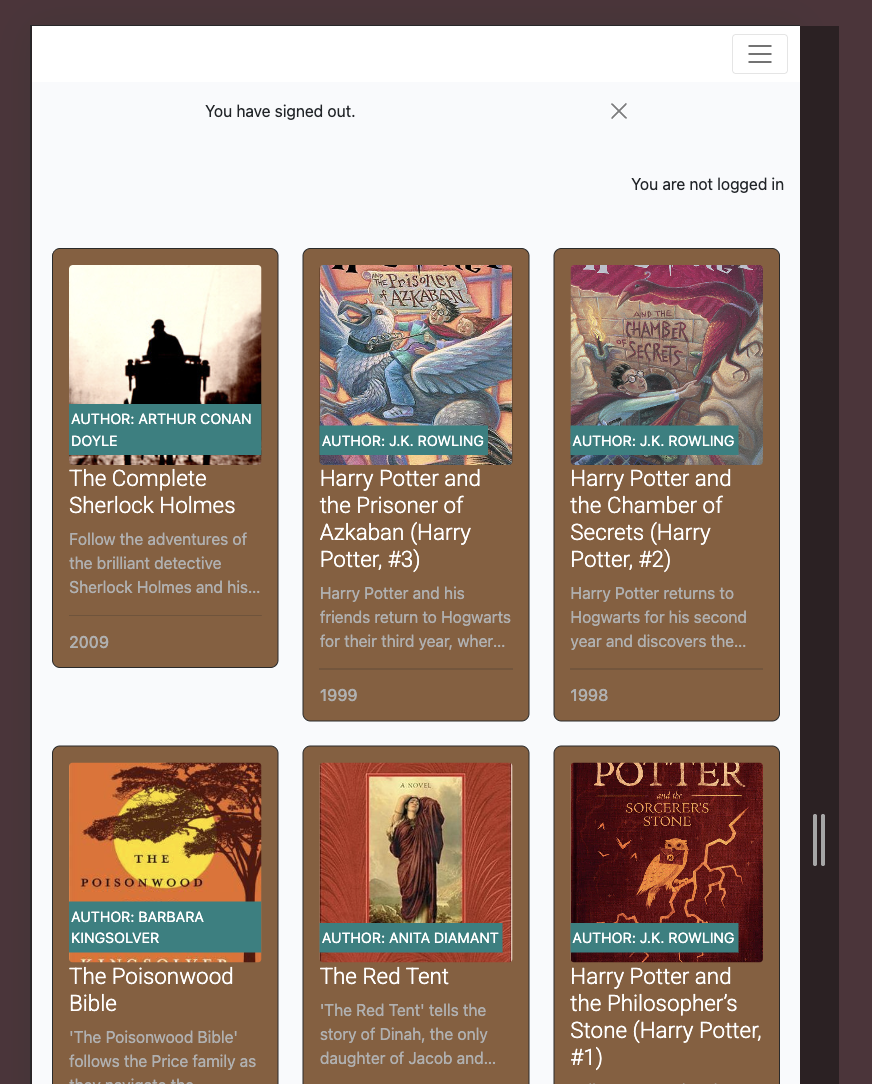 You have signed out.
You are not logged in
AUTHOR: ARTHUR CONAN
DOYLE
The Complete
Sherlock Holmes
Follow the adventures of
the brilliant detective
Sherlock Holmes and his...
2009
AND THE
Prisoner
of AZKABAN
AUTHOR: J.K. ROWLING
Harry Potter and
the Prisoner of
Azkaban (Harry
Potter, #3)
Harry Potter and his
friends return to Hogwarts
for their third year, wher...
1999
AND THE
CHAMBER
OF
SECRETS
AUTHOR: J.K. ROWLING
Harry Potter and
the Chamber of
Secrets (Harry
Potter, #2)
Harry Potter returns to
Hogwarts for his second
year and discovers the...
1998
THE
POISONWOOD
AUTHOR: BARBARA
KINGSOLVER
KINGSOLVER
The Poisonwood
Bible
'The Poisonwood Bible'
follows the Price family as
they navigate the
A NOVEL
AUTHOR: ANITA DIAMANT
The Red Tent
'The Red Tent' tells the
story of Dinah, the only
daughter of Jacob and...
POTTER
and the
SORCERER'S
STONE
AUTHOR: J.K. ROWLING
Harry Potter and
the Philosopher’s
Stone (Harry Potter,
#1)